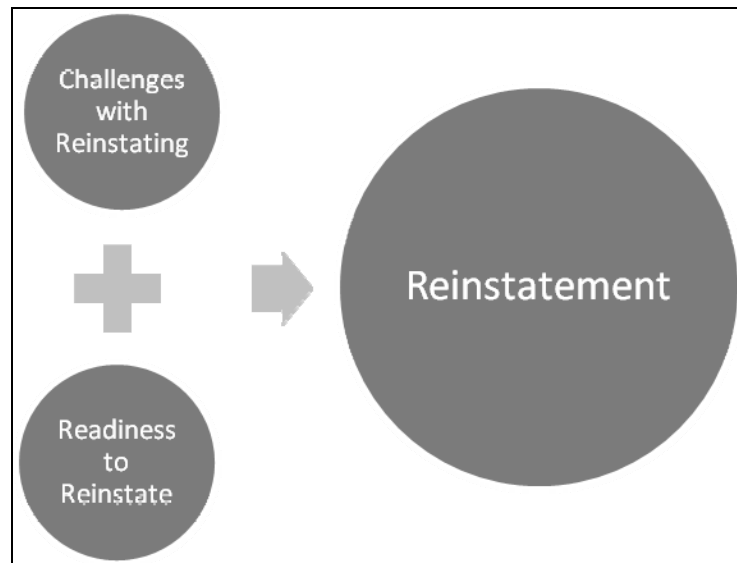 Challenges
with
Reinstating
Readiness
to
Reinstate
Reinstatement